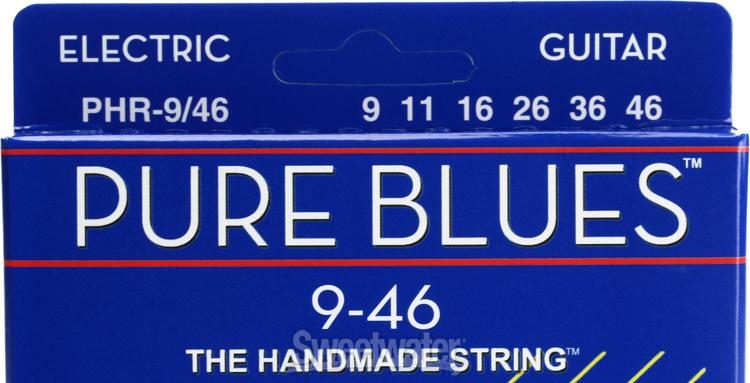 ELECTRIC GUITAR
PHR-9/46 9 11 16 26 36 46
PURE BLUES™
9-46
Sweetwater
THE HANDMADE STRING™